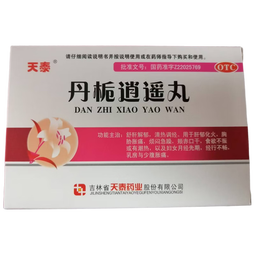 请仔细阅读说明书并按说明使用或在药师指导下购买和使用。
天泰
批准文号：国药准字Z22025789
OTC
丹栀逍遥丸
DAN ZHI XIAO YAO WAN
功能主治：舒肝解郁，清热调经。用于肝郁化火，胸
胁胀痛，烦闷急躁，颊赤口干，食欲不振
或有潮热，以及妇女月经先期，经行不畅，
乳房与少腹胀痛。
吉林省天泰药业股份有限公司